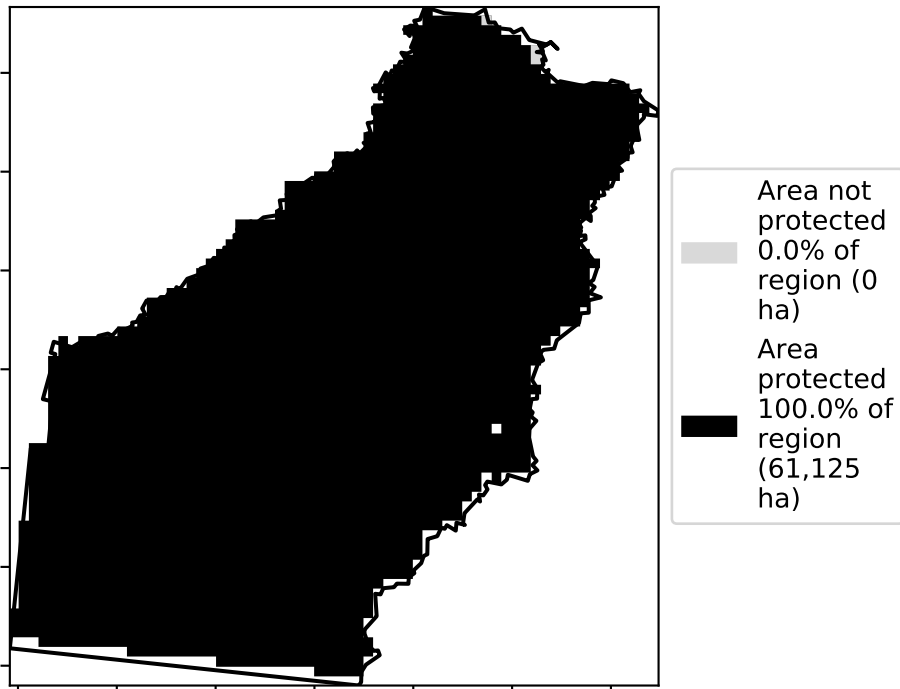 Area not
protected
0.0% of
region (0
ha)
Area
protected
100.0% of
region
(61,125
ha)